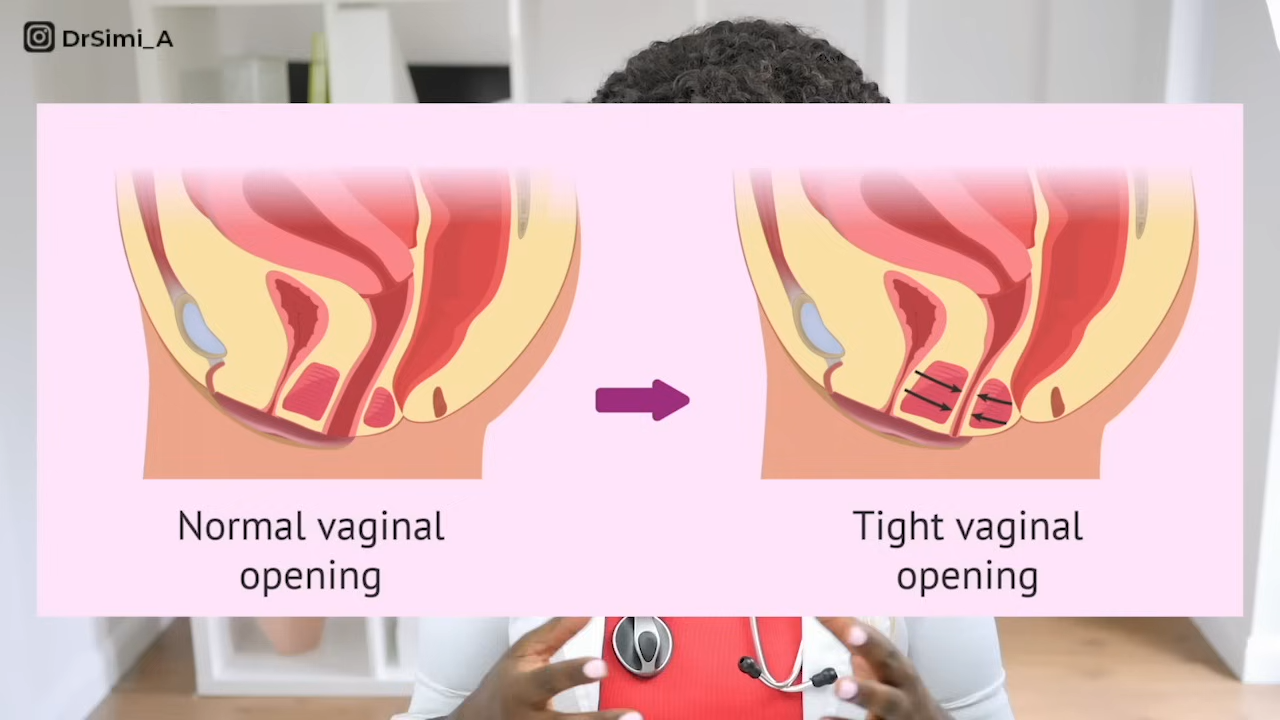 DrSimi_A
Normal vaginal
opening
Tight vaginal
opening